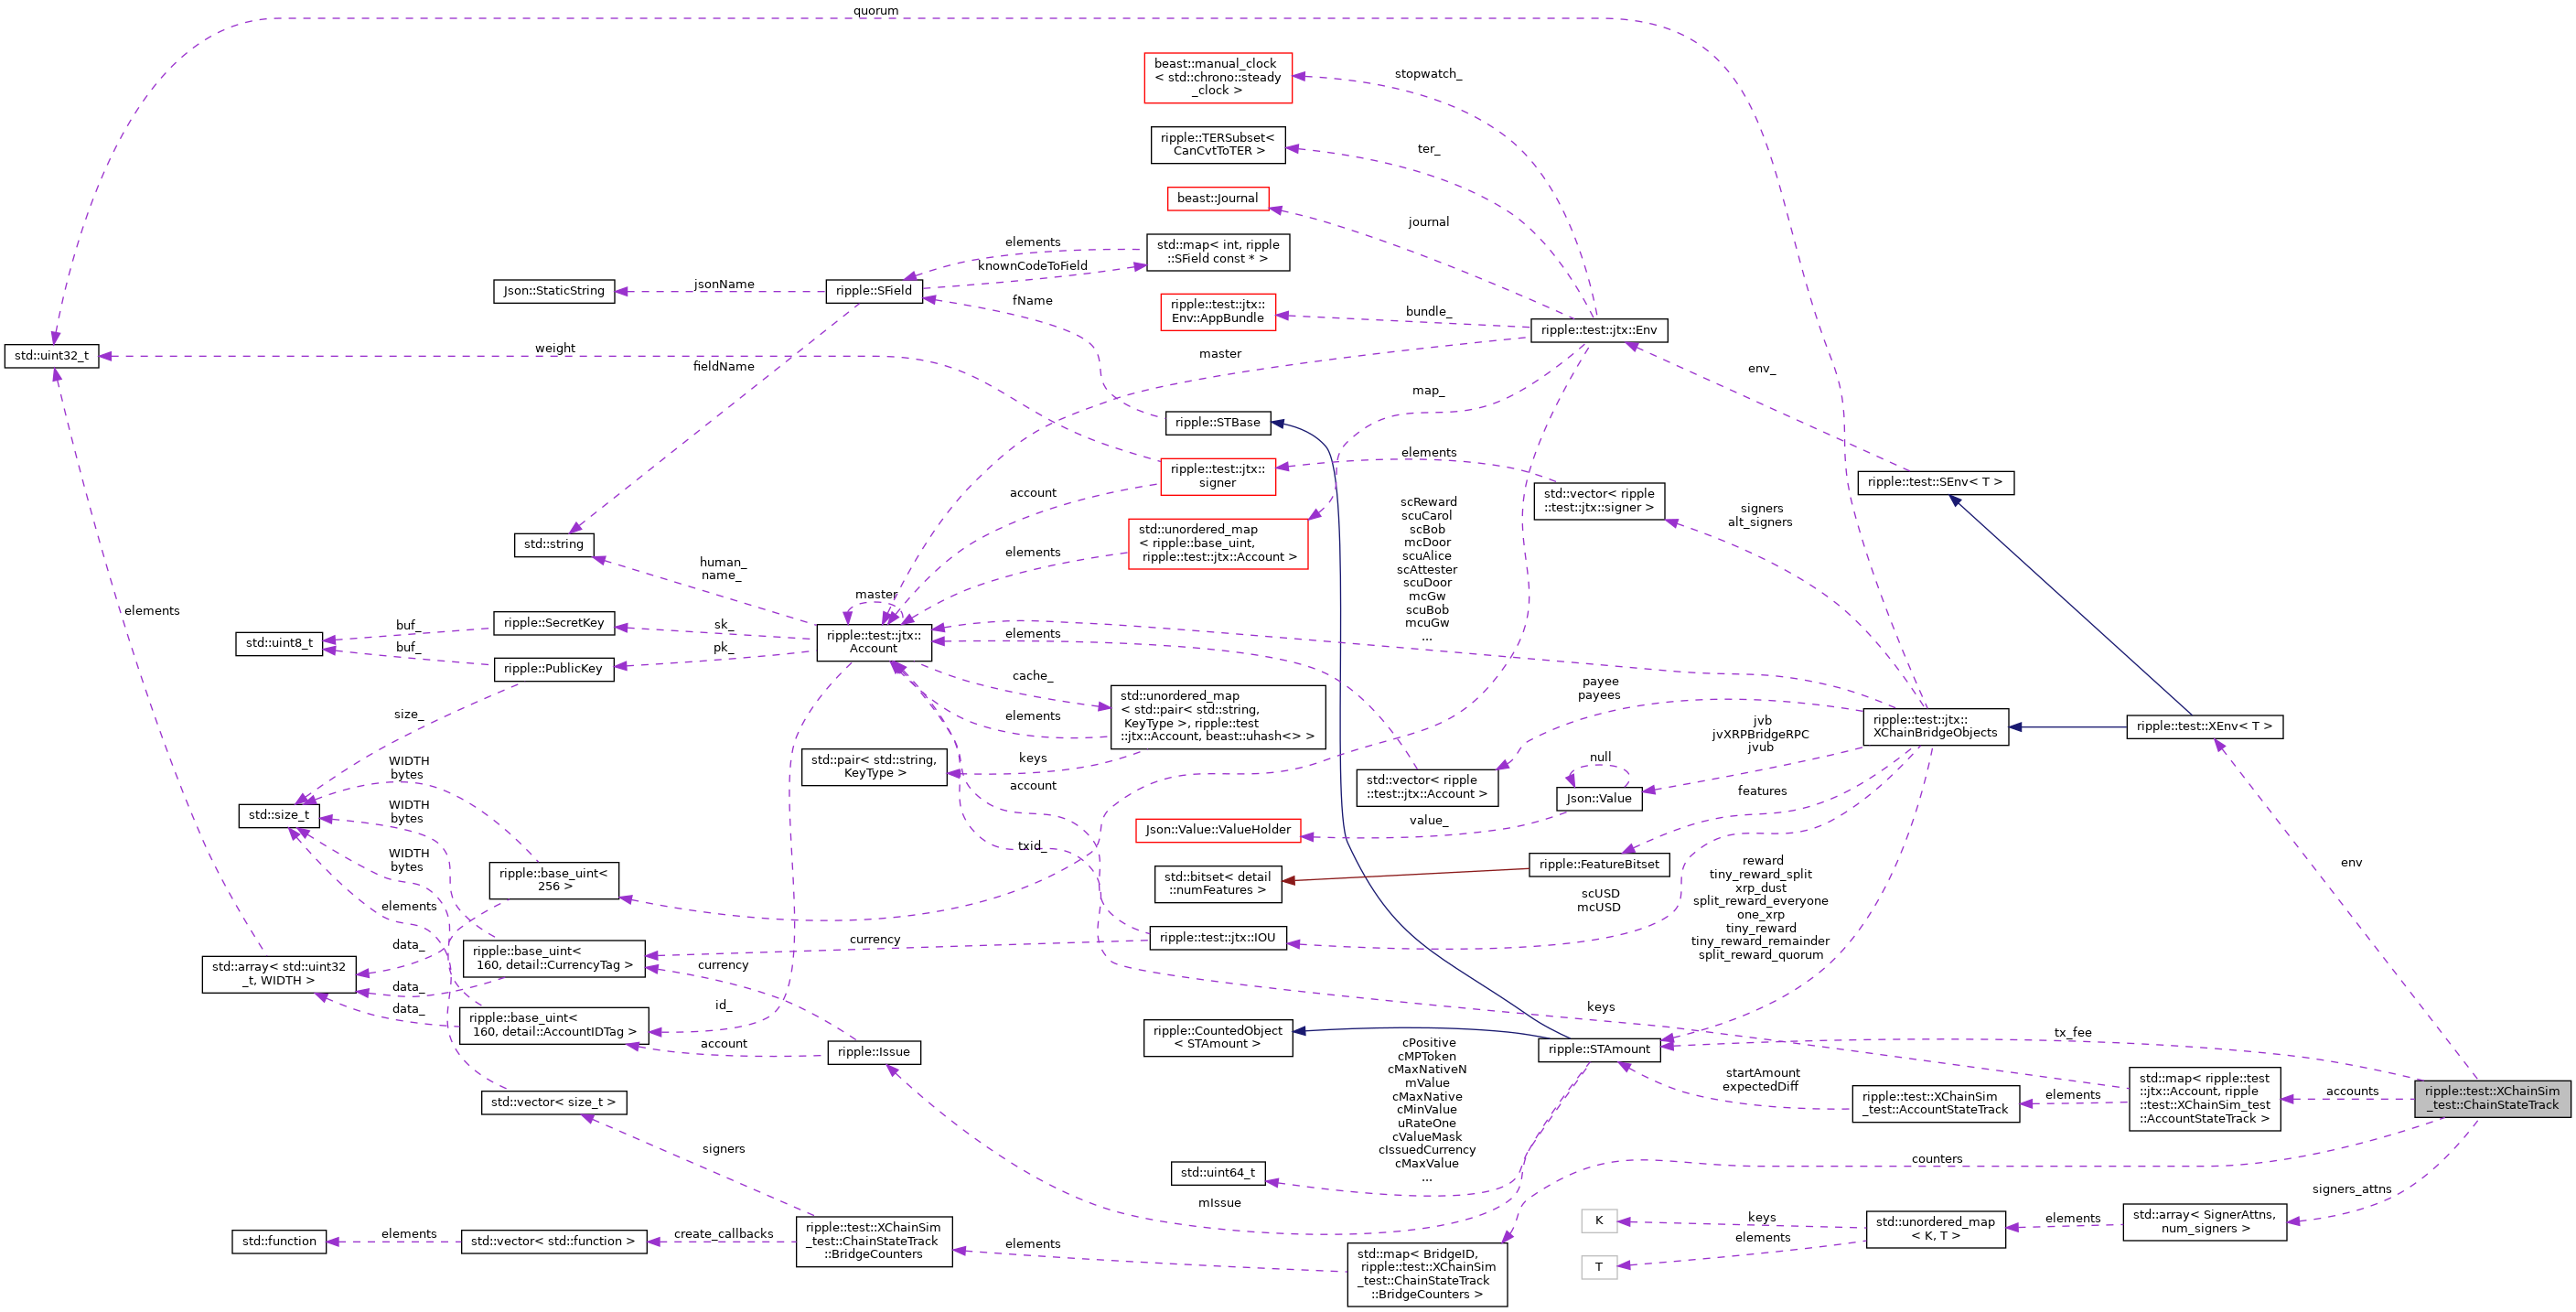 quorum
beast::manual_clock
< std::chrono::steady
_clock >
stopwatch_
ripple::TERSubset<
CanCvtToTER >
ter_
beast::Journal
journal
std::map< int, ripple
::SField const * >
elements
knownCodeToField
Json::StaticString
jsonName
ripple::SField
fName
ripple::test::jtx::
Env::AppBundle
bundle_
ripple::test::jtx::Env
std::uint32_t
weight
master
fieldName
env_
map_
ripple::STBase
elements
ripple::test::jtx::
signer
account
std::vector< ripple
::test::jtx::signer >
ripple::test::SEnv< T >
signers
alt_signers
scReward
scuCarol
scBob
mcDoor
scuAlice
scAttester
scuDoor
mcGw
scuBob
mcuGw
...
std::string
std::unordered_map
< ripple::base_uint,
ripple::test::jtx::Account >
elements
human_
name_
master
elements
ripple::SecretKey
buf_
sk_
std::uint8_t
buf_
ripple::PublicKey
pk_
ripple::test::jtx::
Account
elements
cache_
std::unordered_map
< std::pair< std::string,
KeyType >, ripple::test
::jtx::Account, beast::uhash<> >
elements
payee
payees
ripple::test::jtx::
XChainBridgeObjects
ripple::test::XEnv< T >
size_
jvb
jvXRPBridgeRPC
jvub
keys
std::pair< std::string,
KeyType >
account
std::vector< ripple
::test::jtx::Account >
null
Json::Value
features
WIDTH
bytes
WIDTH
bytes
std::size_t
Json::Value::ValueHolder
value_
WIDTH
bytes
txid_
ripple::base_uint<
256 >
std::bitset< detail
::numFeatures >
ripple::FeatureBitset
env
reward
tiny_reward_split
xrp_dust
split_reward_everyone
one_xrp
tiny_reward
tiny_reward_remainder
split_reward_quorum
scUSD
mcUSD
elements
data_
ripple::base_uint<
160, detail::CurrencyTag >
currency
ripple::test::jtx::IOU
std::array< std::uint32
_t, WIDTH >
currency
data_
data_
ripple::base_uint<
160, detail::AccountIDTag >
id_
keys
account
ripple::Issue
ripple::CountedObject
< STAmount >
ripple::STAmount
tx_fee
cPositive
cMPToken
cMaxNativeN
mValue
cMaxNative
cMinValue
uRateOne
cValueMask
cIssuedCurrency
cMaxValue
...
startAmount
expectedDiff
ripple::test::XChainSim
_test::AccountStateTrack
elements
std::map< ripple::test
::jtx::Account, ripple
::test::XChainSim_test
::AccountStateTrack >
accounts
ripple::test::XChainSim
_test::ChainStateTrack
std::vector< size_t >
signers
std::uint64_t
counters
signers_attns
mIssue
K
keys
std::unordered_map
< K, T >
elements
std::array< SignerAttns,
num_signers >
std::function
elements
std::vector< std::function >
create_callbacks
ripple::test::XChainSim
_test::ChainStateTrack
::BridgeCounters
elements
std::map< BridgeID,
ripple::test::XChainSim
_test::ChainStateTrack
::BridgeCounters >
T
elements